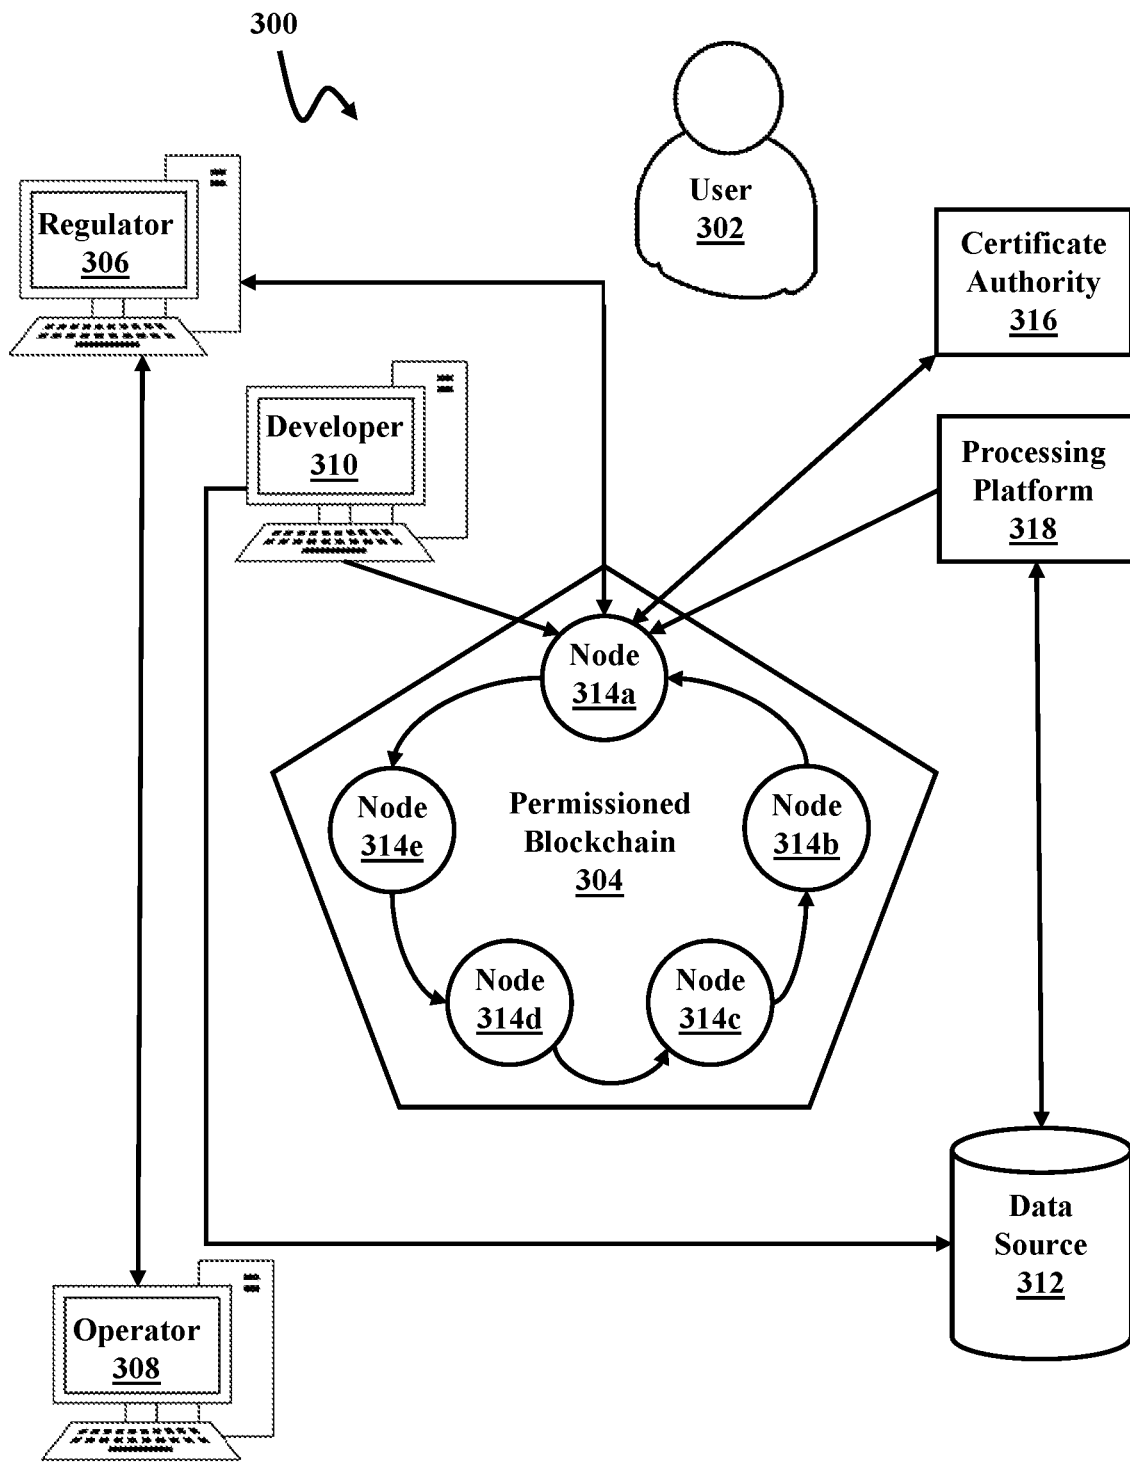 300
User
302
Regulator
306
Certificate
Authority
316
Developer
310
Processing
Platform
318
Node
314a
Node
314e
Permissioned
Blockchain
304
Node
314b
Node
314d
Node
314c
Data
Source
312
Operator
308